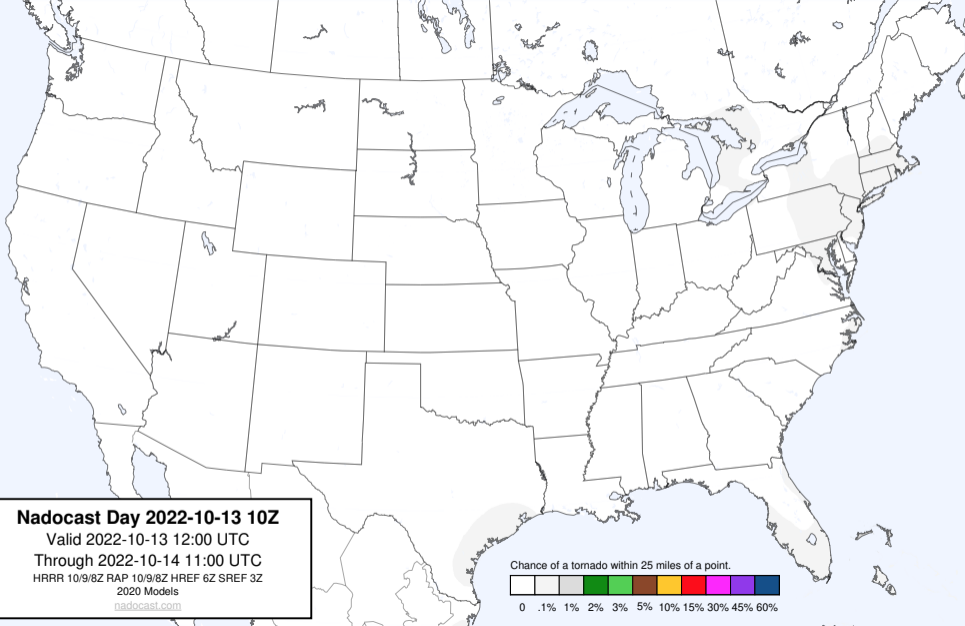 Nadocast Day 2022-10-13 10Z
Valid 2022-10-13 12:00 UTC
Through 2022-10-14 11:00 UTC
HRRR 10/9/8Z RAP 10/9/8Z HREF 6Z SREF 3Z
2020 Models
nadocast.com
Chance of a tornado within 25 miles of a point.
0 .1% 1% 2% 3% 5% 10% 15% 30% 45% 60%